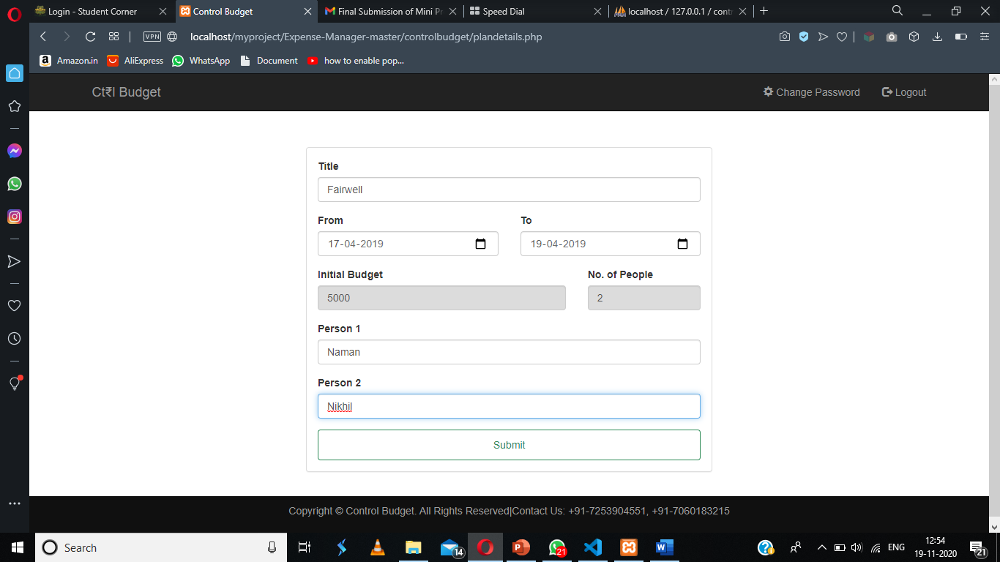 Login - Student Corner
Control Budget
Final Submission of Mini Pr
Speed Dial
localhost / 127.0.0.1 / contr
VPN
localhost/myproject/Expense-Manager-master/controlbudget/plandetails.php
Amazon.in
AliExpress
WhatsApp
Document
how to enable pop...
Ct₹l Budget
Change Password
Logout
Title
Fairwell
From
To
17-04-2019
19-04-2019
Initial Budget
No. of People
5000
2
Person 1
Naman
Person 2
Nikhil
Submit
Copyright © Control Budget. All Rights Reserved|Contact Us: +91-7253904551, +91-7060183215
Search
14
21
ENG
12:54
19-11-2020
21